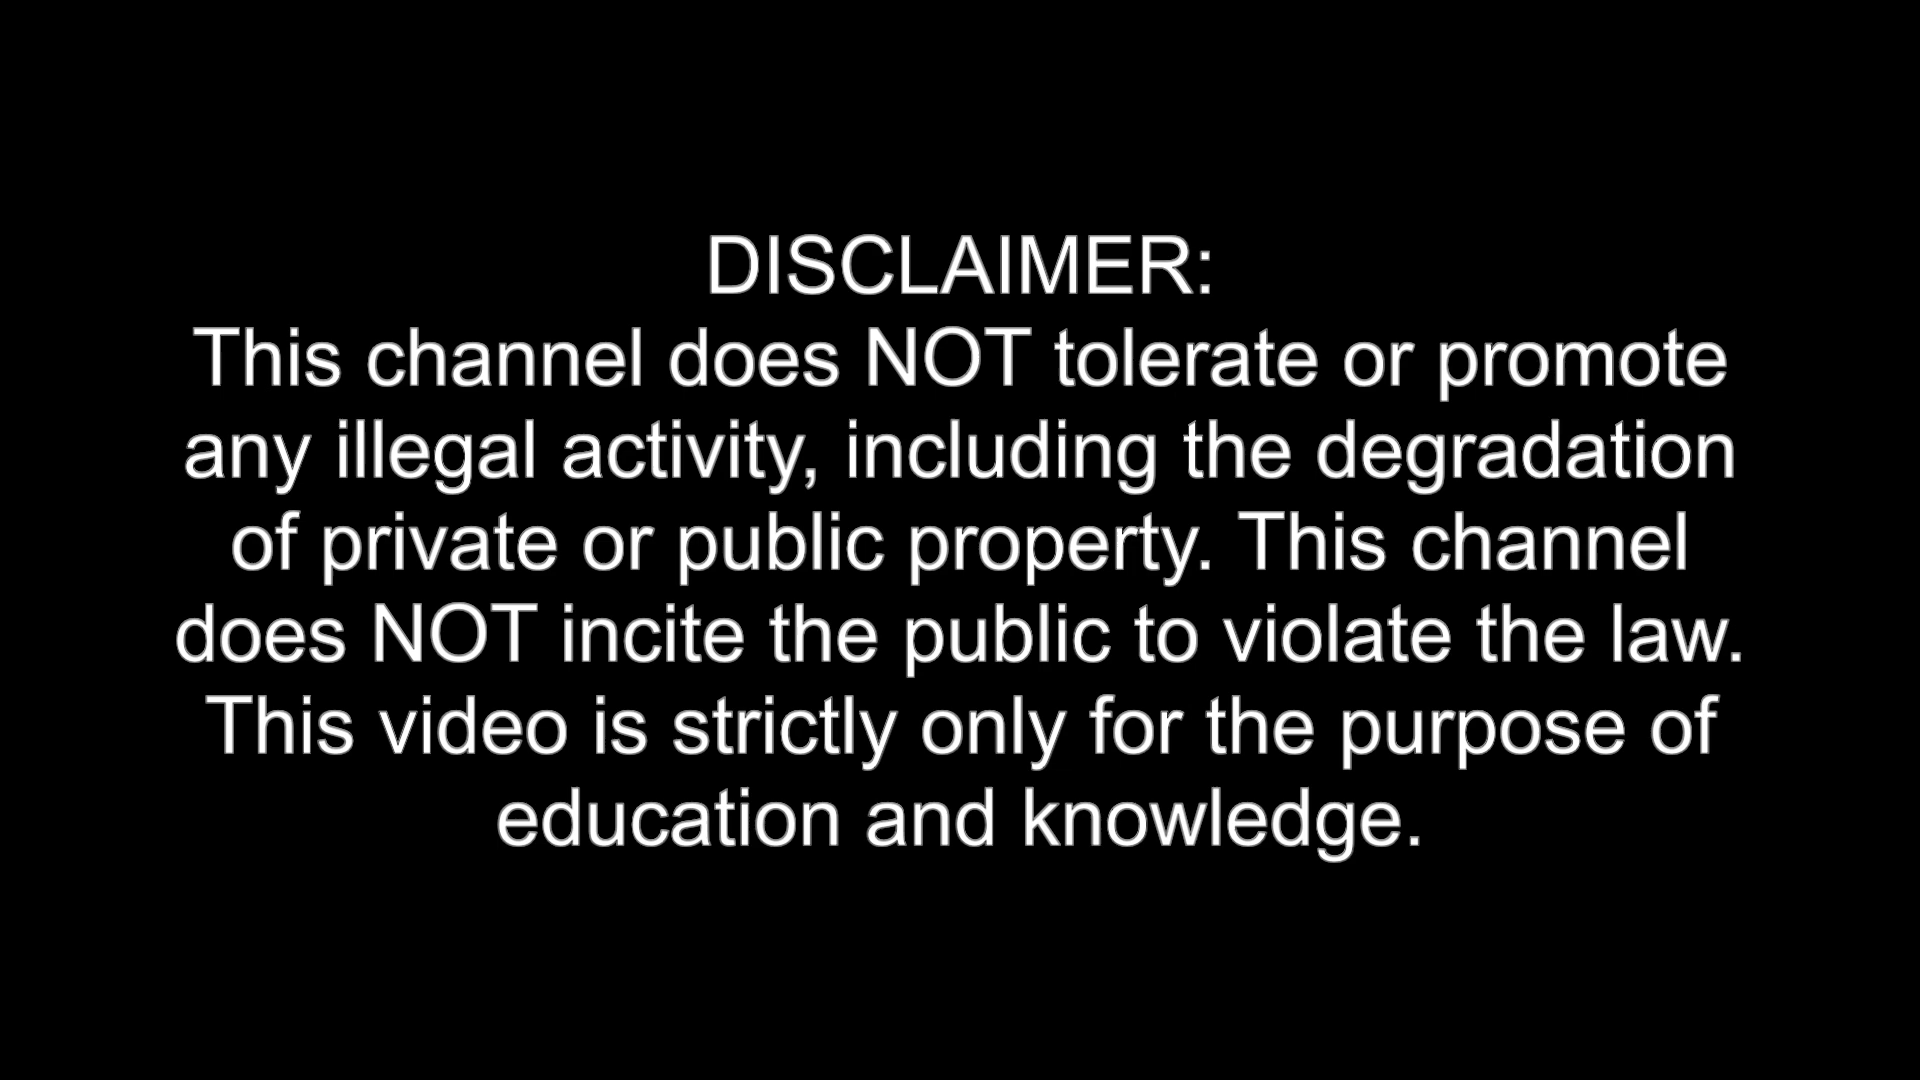 DISCLAIMER:
This channel does NOT tolerate or promote
any illegal activity, including the degradation
of private or public property. This channel
does NOT incite the public to violate the law.
This video is strictly only for the purpose of
education and knowledge.